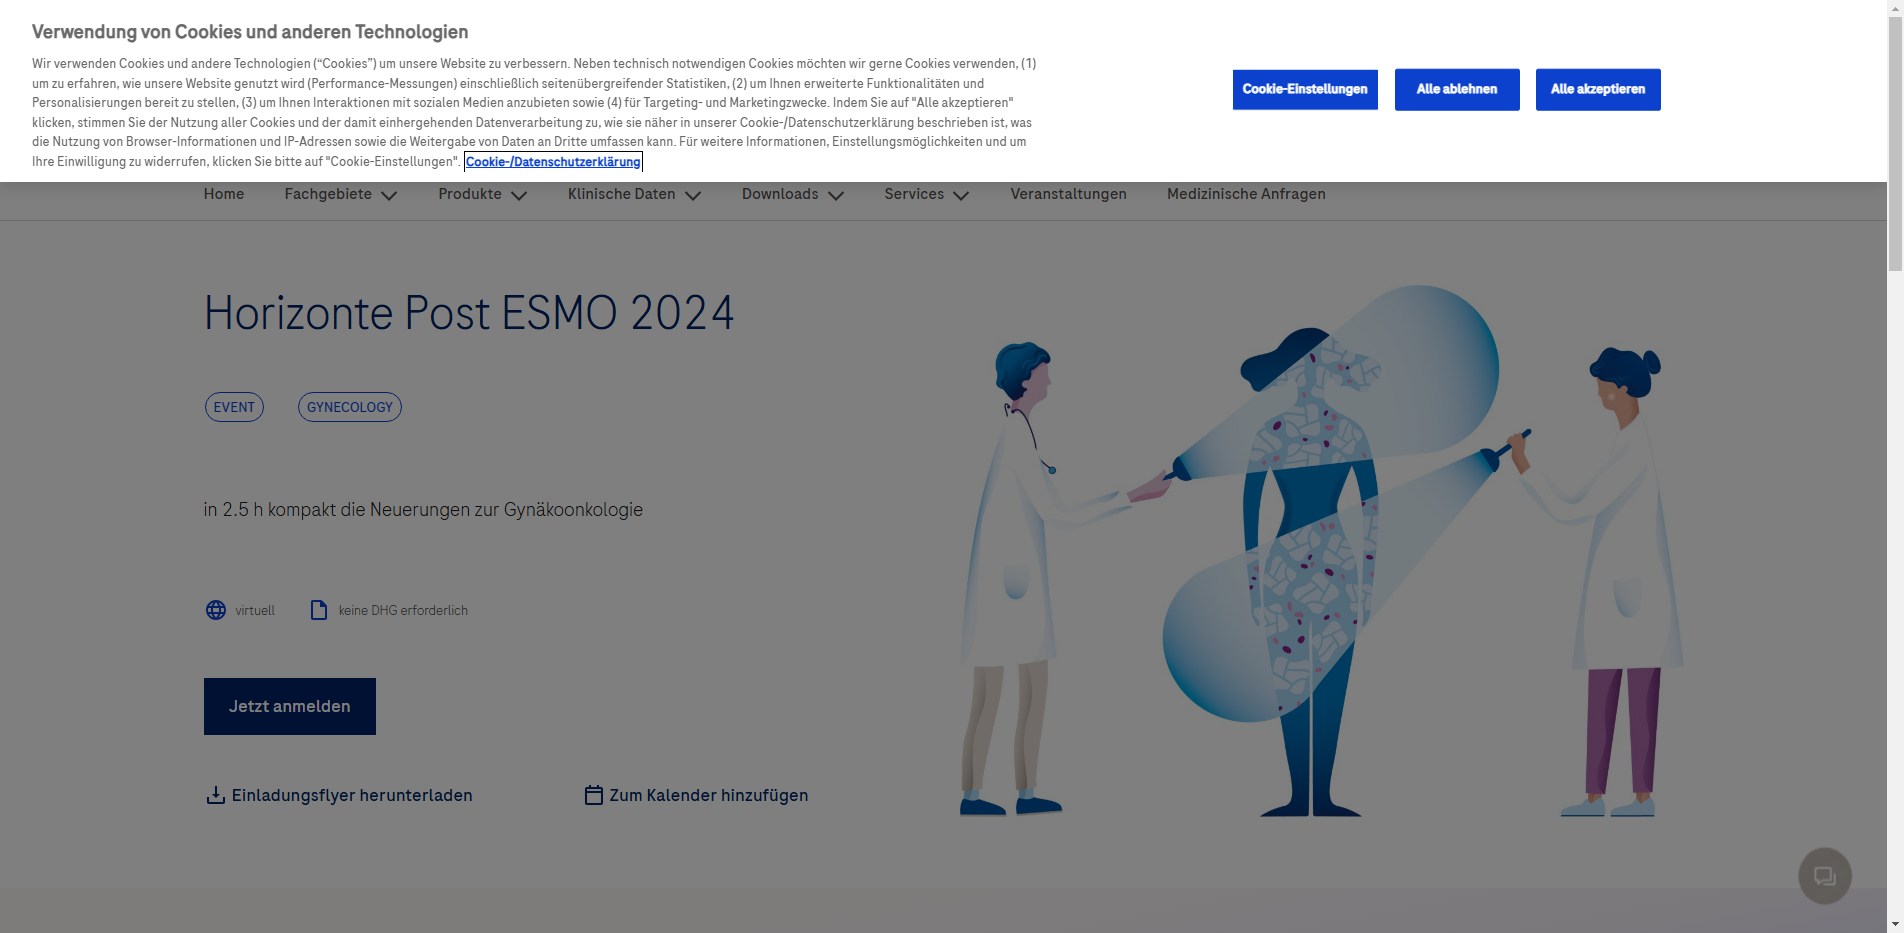 Verwendung von Cookies und anderen Technologien
Wir verwenden Cookies und andere Technologien (“Cookies”) um unsere Website zu verbessern. Neben technisch notwendigen Cookies möchten wir gerne Cookies verwenden, (1)
um zu erfahren, wie unsere Website genutzt wird (Performance-Messungen) einschließlich seitenübergreifender Statistiken, (2) um Ihnen erweiterte Funktionalitäten und
Personalisierungen bereit zu stellen, (3) um Ihnen Interaktionen mit sozialen Medien anzubieten sowie (4) für Targeting- und Marketingzwecke. Indem Sie auf "Alle akzeptieren"
klicken, stimmen Sie der Nutzung aller Cookies und der damit einhergehenden Datenverarbeitung zu, wie sie näher in unserer Cookie-/Datenschutzerklärung beschrieben ist, was
die Nutzung von Browser-Informationen und IP-Adressen sowie die Weitergabe von Daten an Dritte umfassen kann. Für weitere Informationen, Einstellungsmöglichkeiten und um
Ihre Einwilligung zu widerrufen, klicken Sie bitte auf "Cookie-Einstellungen". Cookie-/Datenschutzerklärung
Cookie-Einstellungen Alle ablehnen Alle akzeptieren
Home Fachgebiete Produkte Klinische Daten Downloads Services Veranstaltungen Medizinische Anfragen
Horizonte Post ESMO 2024
EVENT GYNECOLOGY
in 2.5 h kompakt die Neuerungen zur Gynäkoonkologie
virtuell keine DHG erforderlich
Jetzt anmelden
Einladungsflyer herunterladen Zum Kalender hinzufügen